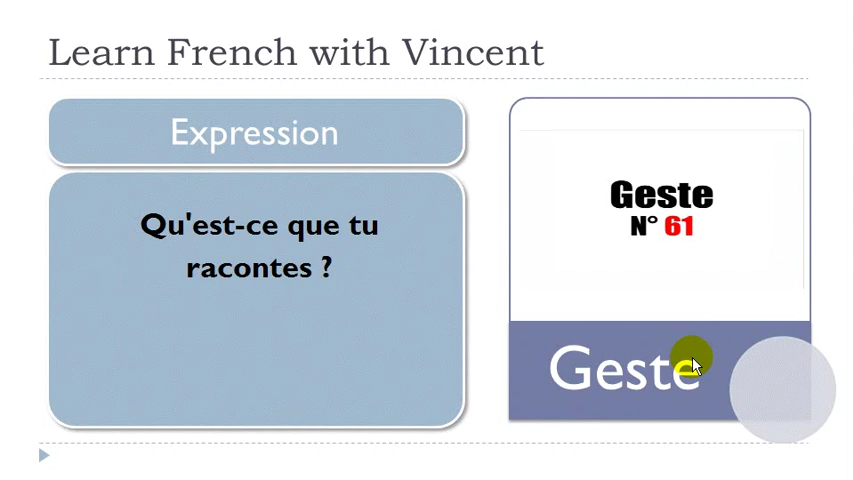 Learn French with Vincent
Expression
Qu'est-ce que tu
racontes ?
Geste
N° 61
Geste